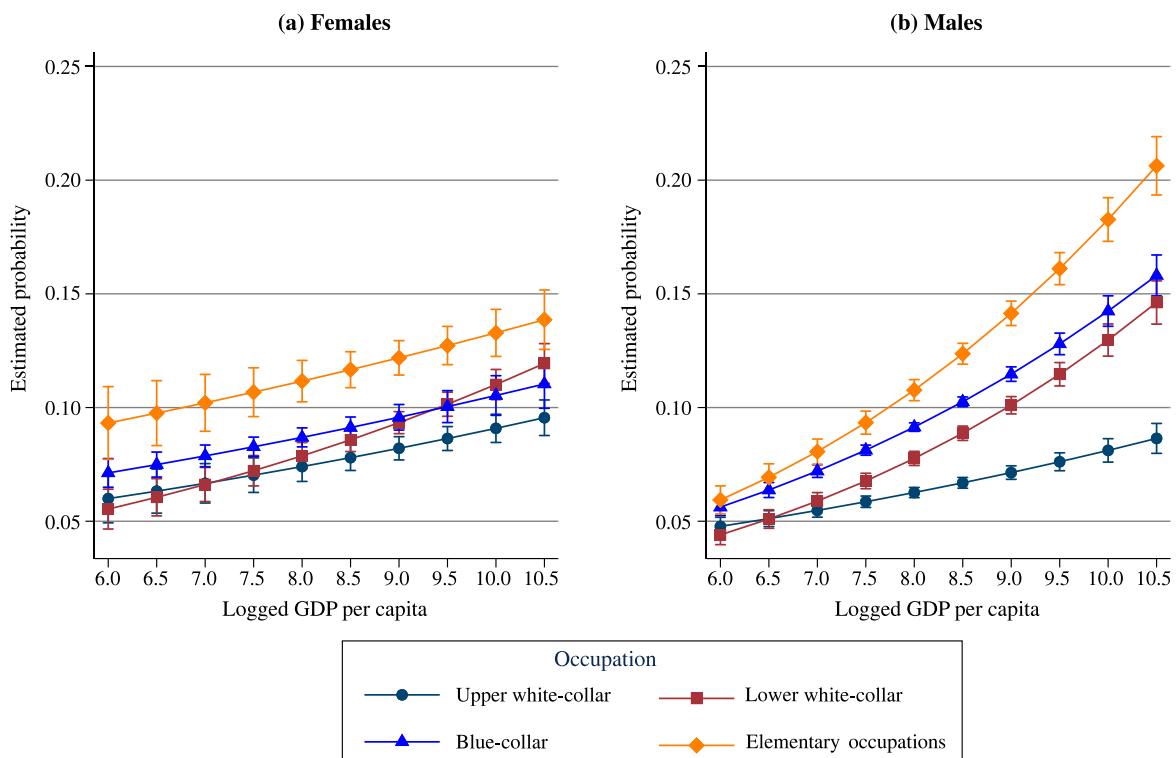 (a) Females
(b) Males
Estimated probability
0.25
0.20
0.15
0.10
0.05
6.0 6.5 7.0 7.5 8.0 8.5 9.0 9.5 10.0 10.5
Logged GDP per capita
Estimated probability
0.25
0.20
0.15
0.10
0.05
6.0 6.5 7.0 7.5 8.0 8.5 9.0 9.5 10.0 10.5
Logged GDP per capita
Occupation
Upper white-collar
Lower white-collar
Blue-collar
Elementary occupations